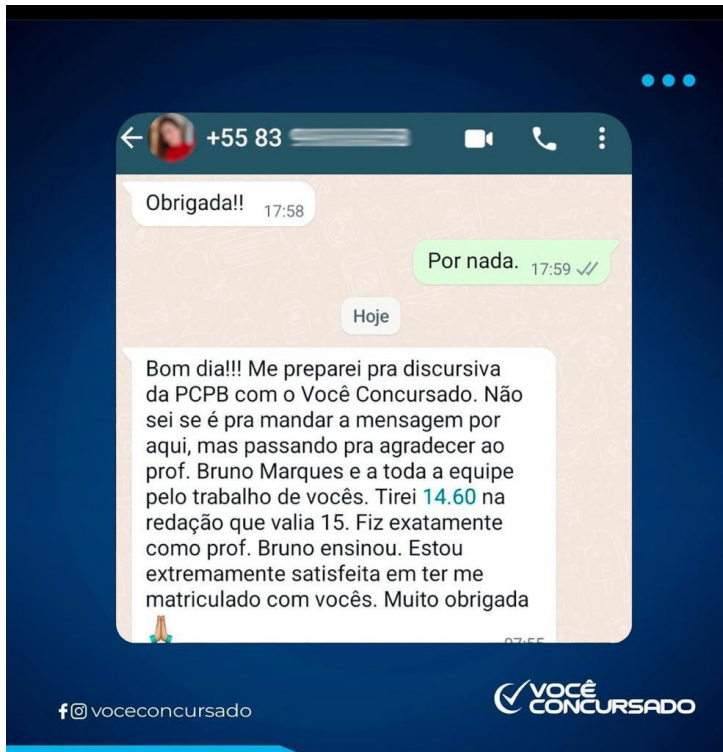 +55 83
Obrigada!! 17:58
Por nada. 17:59
Hoje
Bom dia!!! Me preparei pra discursiva
da PCPB com o Você Concursado. Não
sei se é pra mandar a mensagem por
aqui, mas passando pra agradecer ao
prof. Bruno Marques e a toda a equipe
pelo trabalho de vocês. Tirei 14.60 na
redação que valia 15. Fiz exatamente
como prof. Bruno ensinou. Estou
extremamente satisfeita em ter me
matriculado com vocês. Muito obrigada
voceconcursado
VOCÊ
CONCURSADO